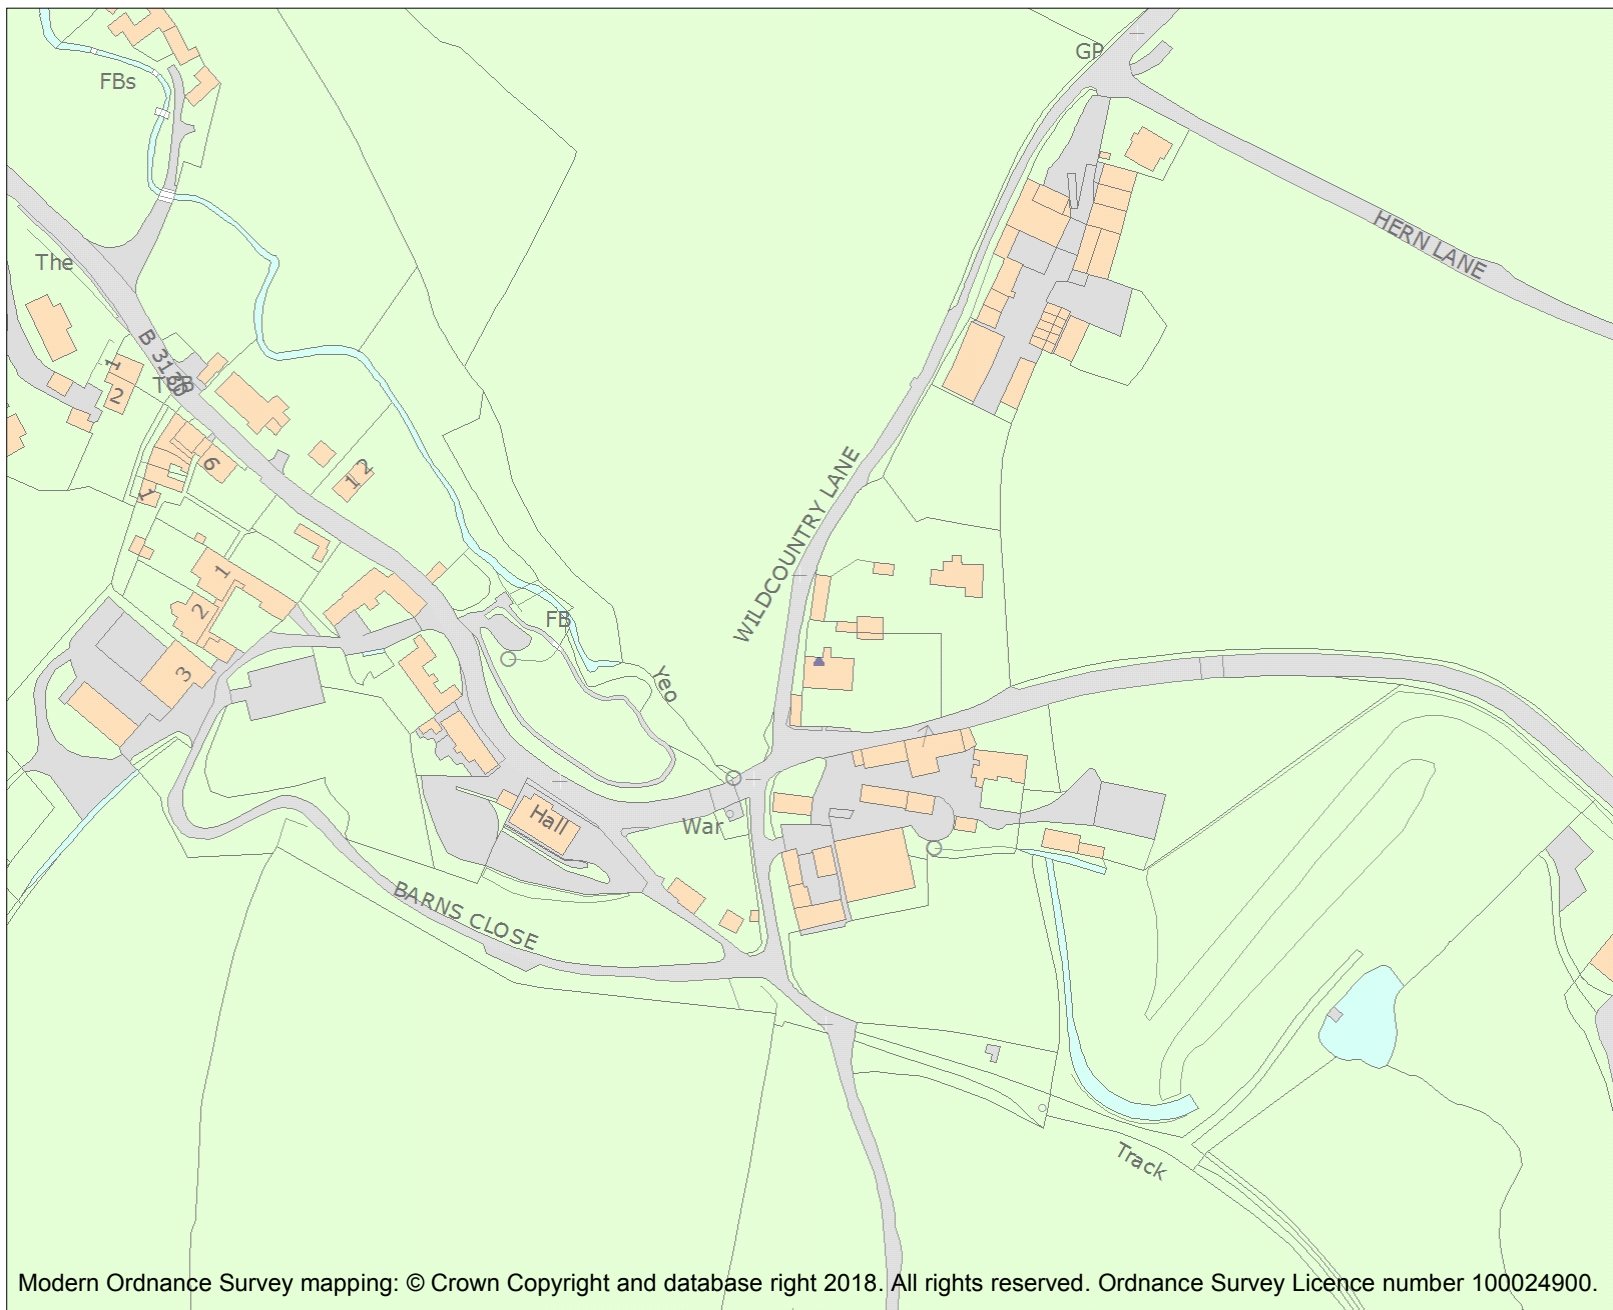 GP
FBs
HERN LANE
The
B 3130
TCB
1
2
WILDCOUNTRY LANE
6
2
1
1
1
2
FB
3
Yeo
Hall
War
BARNS CLOSE
Track
Modern Ordnance Survey mapping: © Crown Copyright and database right 2018. All rights reserved. Ordnance Survey Licence number 100024900.